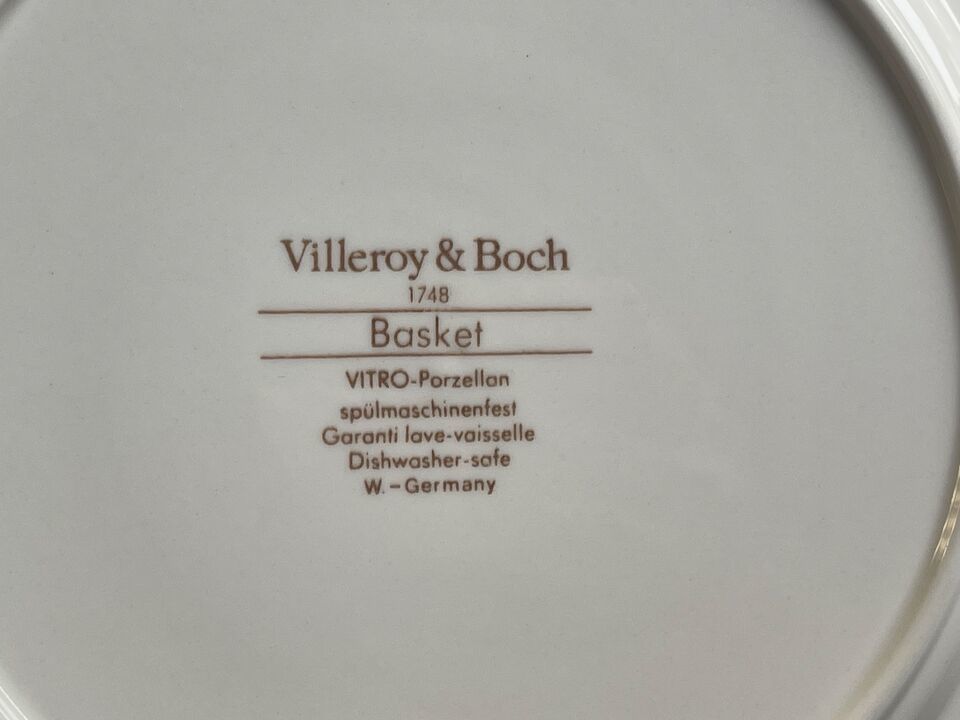 Villeroy & Boch
1748
Basket
VITRO-Porzellan
spülmaschinenfest
Garanti lave-vaisselle
Dishwasher-safe
W.-Germany